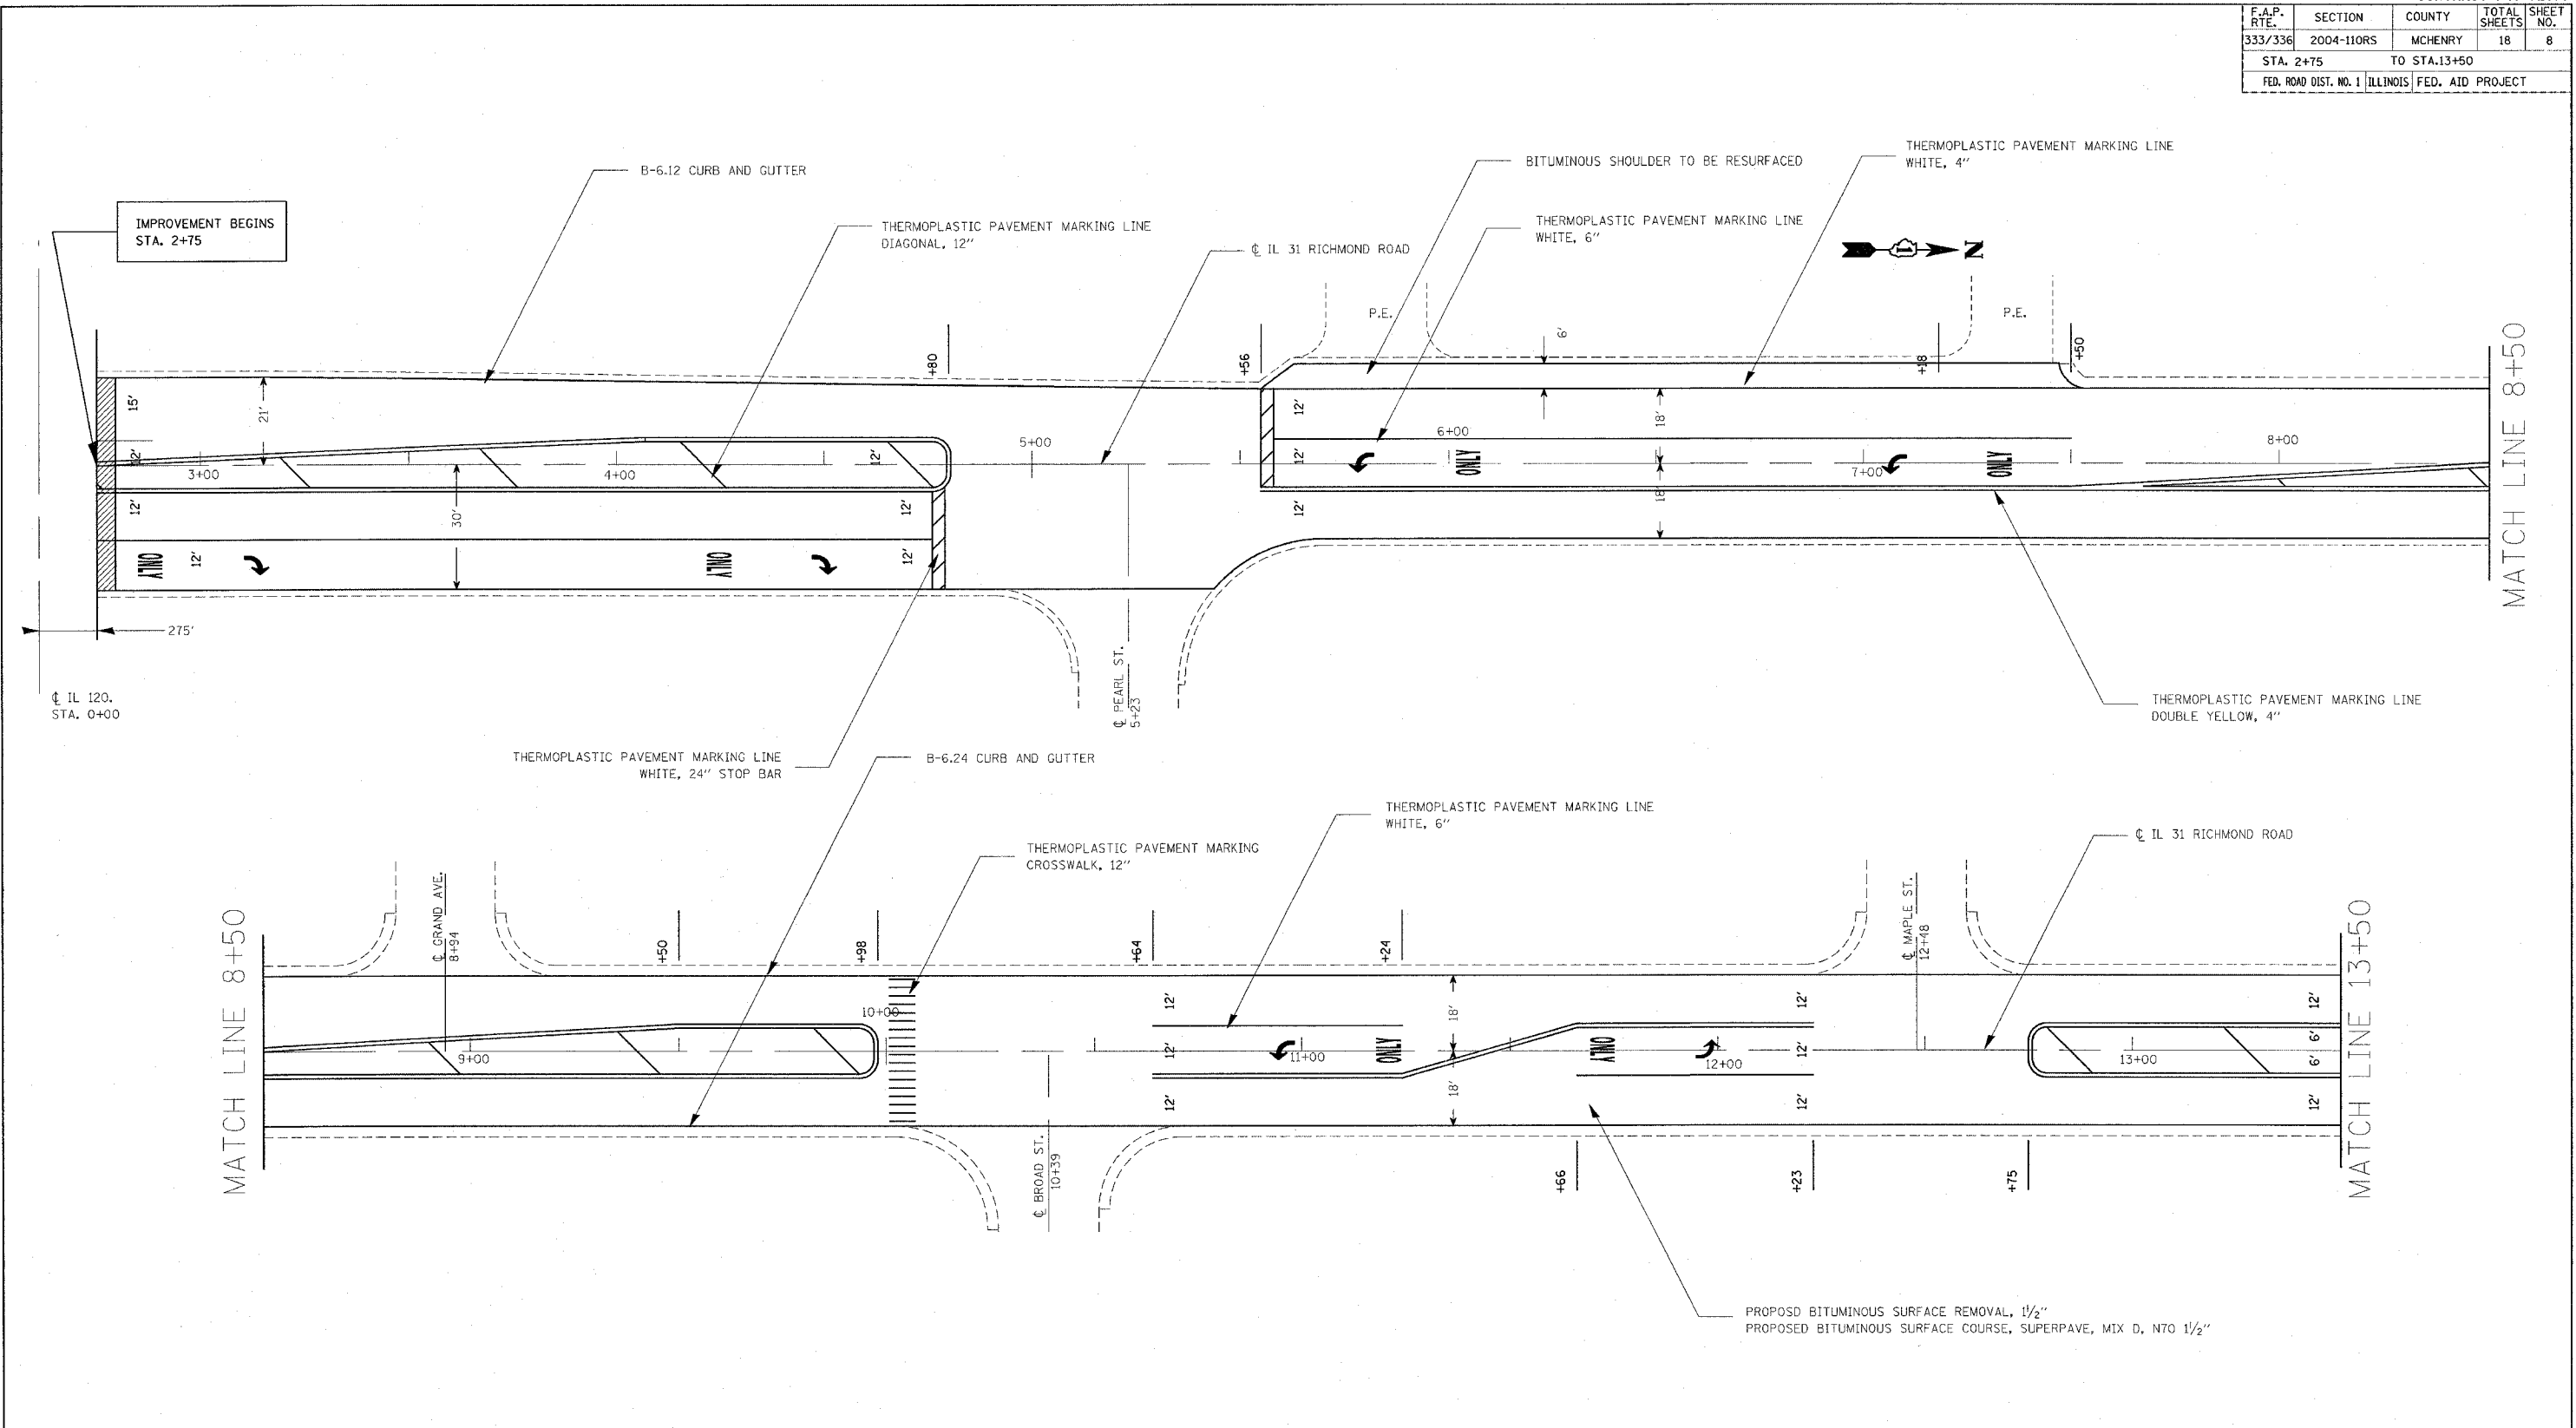 F.A.P. RTE. SECTION COUNTY TOTAL SHEETS SHEET NO.
333/336 2004-110RS MCHENRY 18 8
STA. 2+75 TO STA.13+50
FED. ROAD DIST. NO. 1 ILLINOIS FED. AID PROJECT
B-6.12 CURB AND GUTTER
BITUMINOUS SHOULDER TO BE RESURFACED
THERMOPLASTIC PAVEMENT MARKING LINE
WHITE, 4"
IMPROVEMENT BEGINS
STA. 2+75
THERMOPLASTIC PAVEMENT MARKING LINE
DIAGONAL, 12"
℄ IL 31 RICHMOND ROAD
THERMOPLASTIC PAVEMENT MARKING LINE
WHITE, 6"
N
P.E.
P.E.
6'
+80
+56
+18
+50
MATCH LINE 8+50
15'
21'
12'
3+00
4+00
12'
5+00
12'
12'
6+00
ONLY
18'
7+00
ONLY
8+00
12'
30'
12'
12'
18'
ONLY
12'
ONLY
12'
275'
℄ IL 120.
STA. 0+00
℄ PEARL ST.
5+23
THERMOPLASTIC PAVEMENT MARKING LINE
DOUBLE YELLOW, 4"
THERMOPLASTIC PAVEMENT MARKING LINE
WHITE, 24" STOP BAR
B-6.24 CURB AND GUTTER
THERMOPLASTIC PAVEMENT MARKING LINE
WHITE, 6"
THERMOPLASTIC PAVEMENT MARKING
CROSSWALK, 12"
℄ IL 31 RICHMOND ROAD
MATCH LINE 8+50
℄ GRAND AVE.
8+94
+50
+98
+64
+24
℄ MAPLE ST.
12+48
MATCH LINE 13+50
9+00
10+00
12'
12'
12'
11+00
ONLY
18'
18'
ONLY
12+00
12'
12'
12'
13+00
12'
6'
6'
12'
℄ BROAD ST.
10+39
+66
+23
+75
PROPOSD BITUMINOUS SURFACE REMOVAL, 1½"
PROPOSED BITUMINOUS SURFACE COURSE, SUPERPAVE, MIX D, N70 1½"